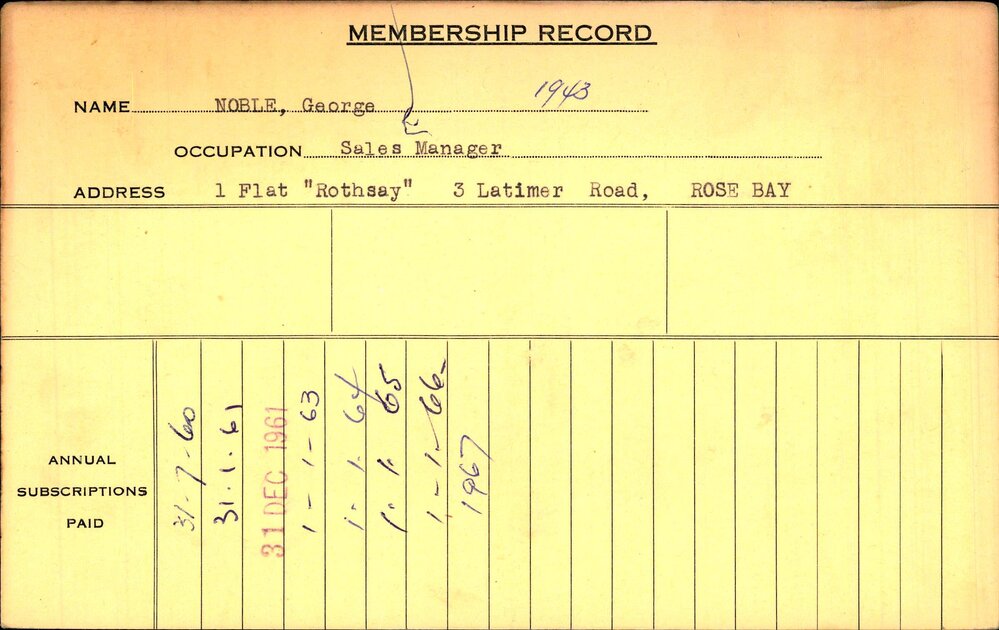 MEMBERSHIP RECORD
NAME NOBLE, George 1943
OCCUPATION Sales Manager
ADDRESS 1 Flat "Rothsay" 3 Latimer Road, ROSE BAY
ANNUAL
SUBSCRIPTIONS
PAID
31-7-60
31.1.61
31 DEC 1961
1-1-63
1.1.64
1.1.65
1-1-66
1967